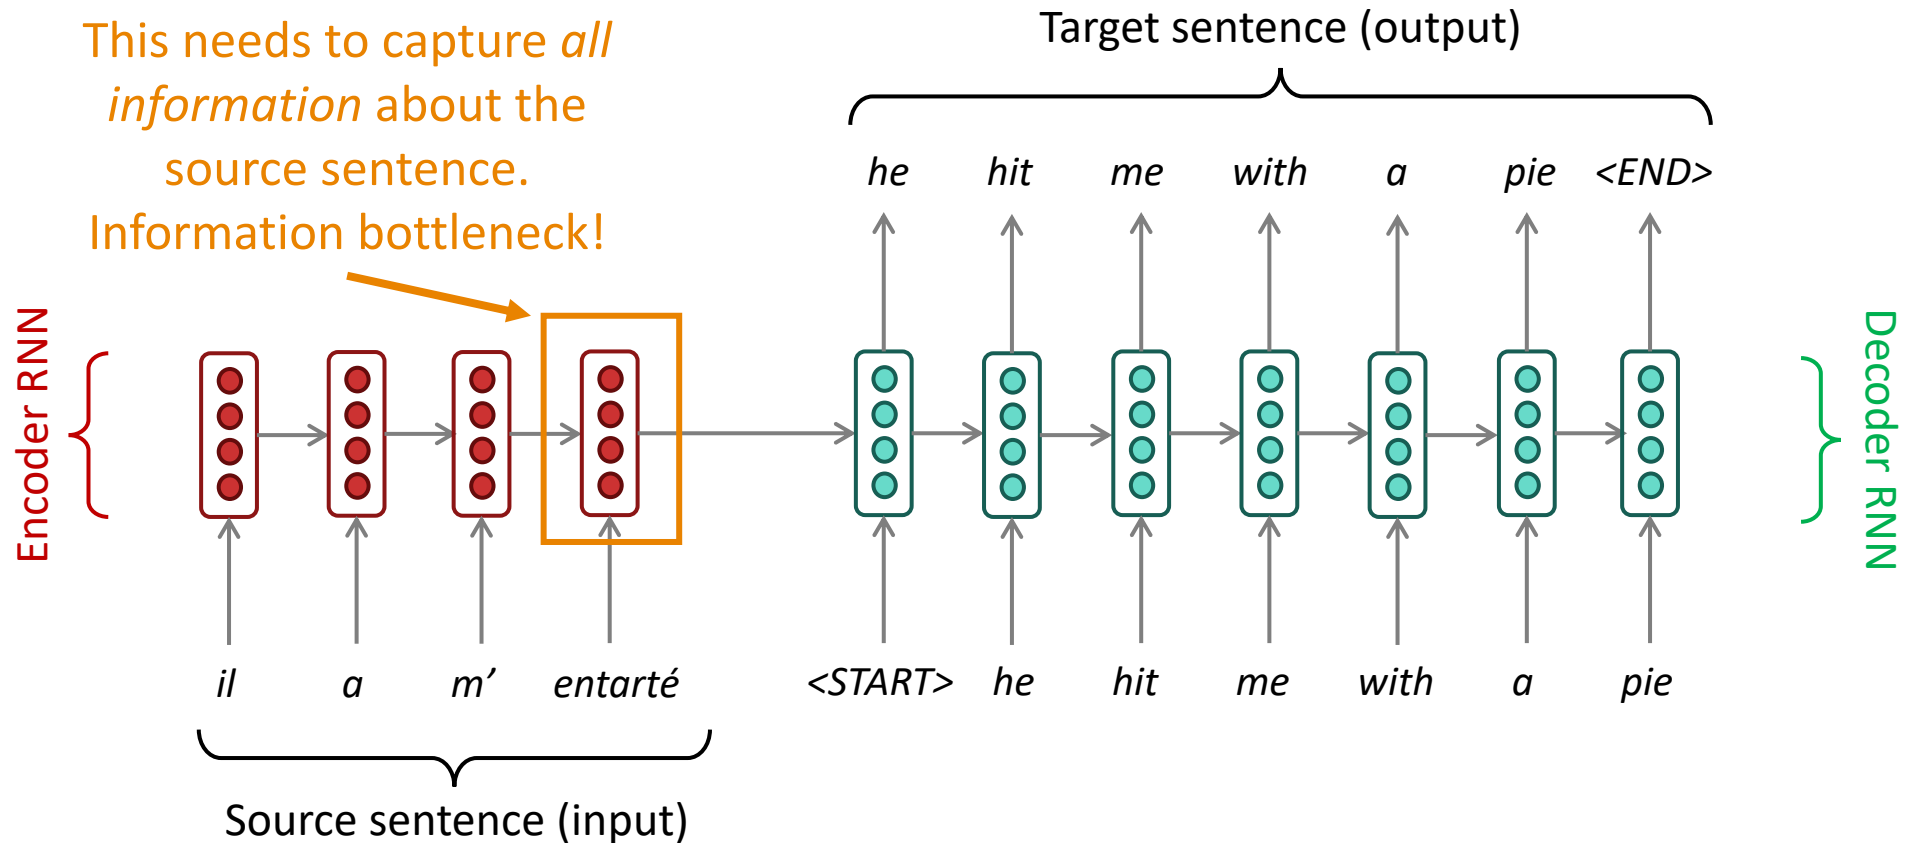 This needs to capture all
information about the
source sentence.
Information bottleneck!
Target sentence (output)
he hit me with a pie <END>
Encoder RNN
Decoder RNN
il a m’ entarté
<START> he hit me with a pie
Source sentence (input)